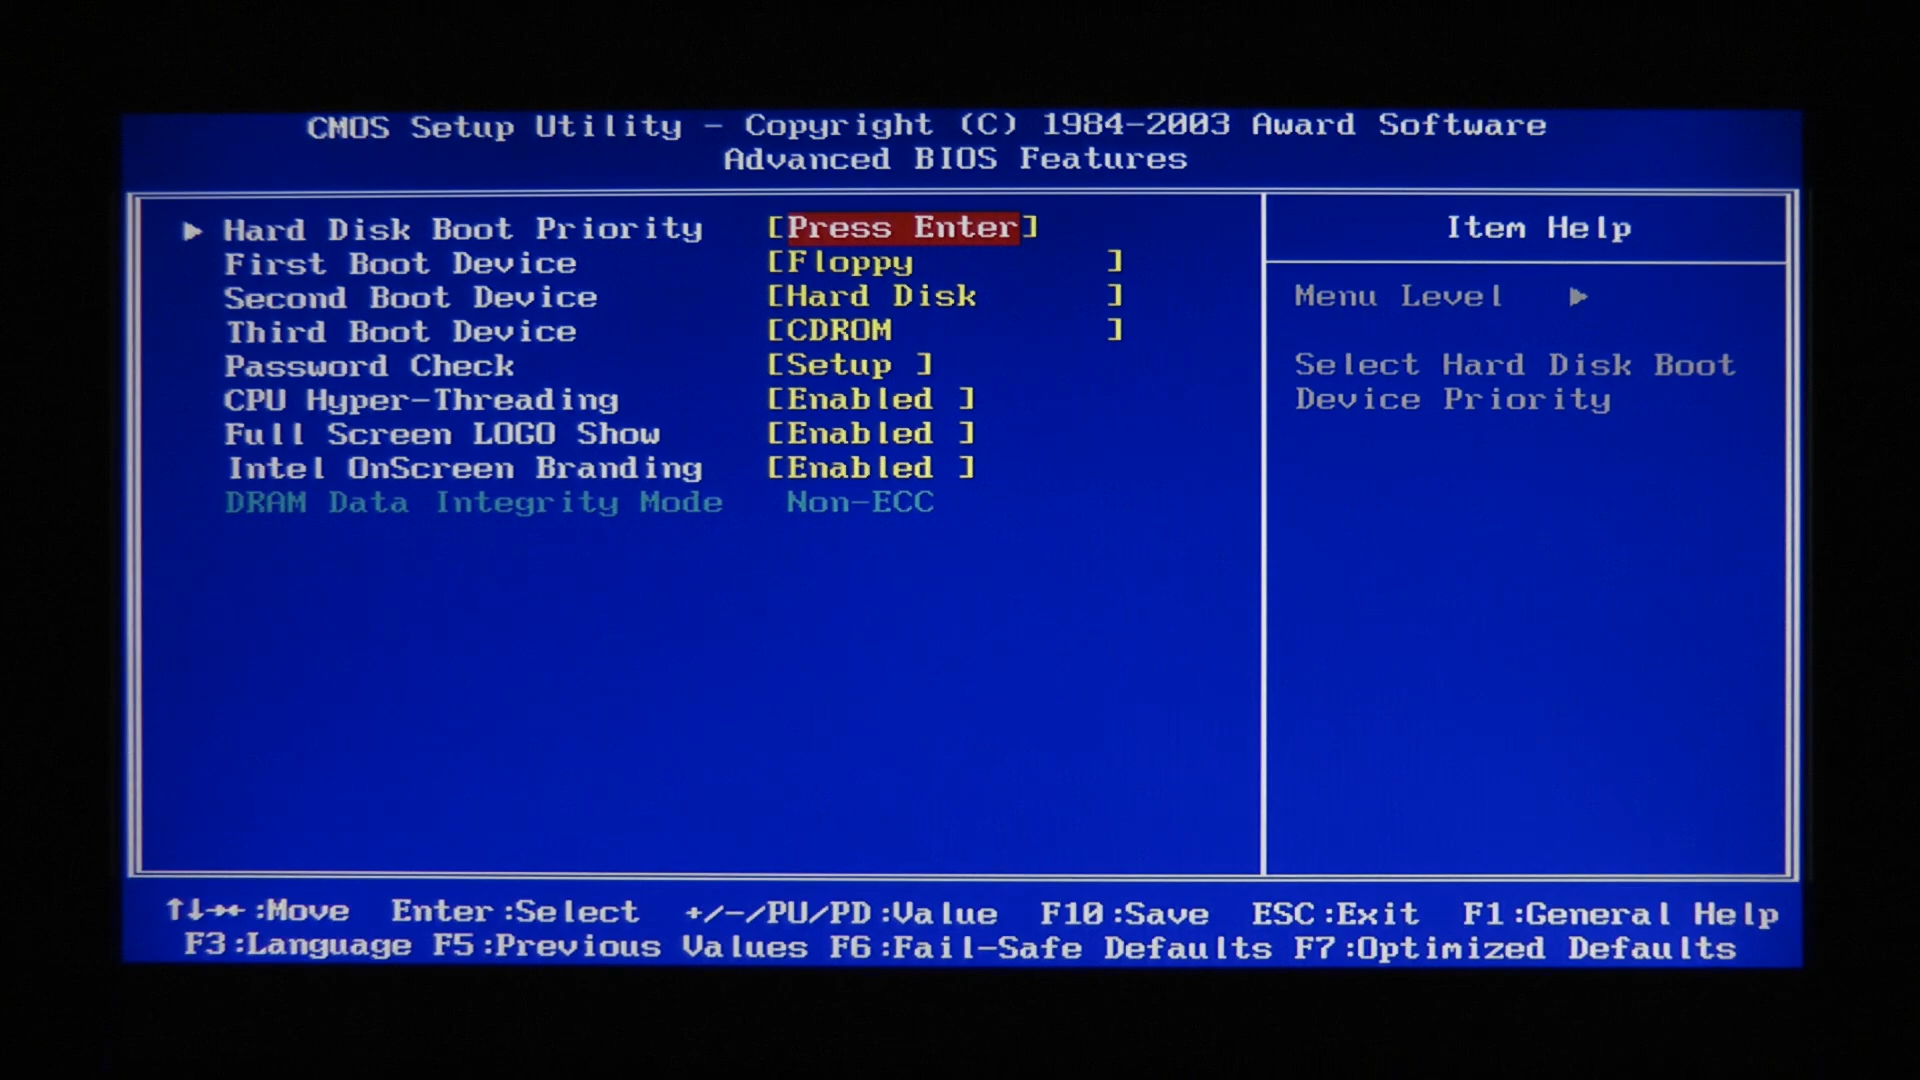 CMOS Setup Utility - Copyright (C) 1984-2003 Award Software
Advanced BIOS Features
▶ Hard Disk Boot Priority [Press Enter]
First Boot Device [Floppy ]
Second Boot Device [Hard Disk ]
Third Boot Device [CDROM ]
Password Check [Setup ]
CPU Hyper-Threading [Enabled ]
Full Screen LOGO Show [Enabled ]
Intel OnScreen Branding [Enabled ]
DRAM Data Integrity Mode Non-ECC
Item Help
Menu Level ▶
Select Hard Disk Boot
Device Priority
↑↓→←:Move Enter:Select +/-/PU/PD:Value F10:Save ESC:Exit F1:General Help
F3:Language F5:Previous Values F6:Fail-Safe Defaults F7:Optimized Defaults